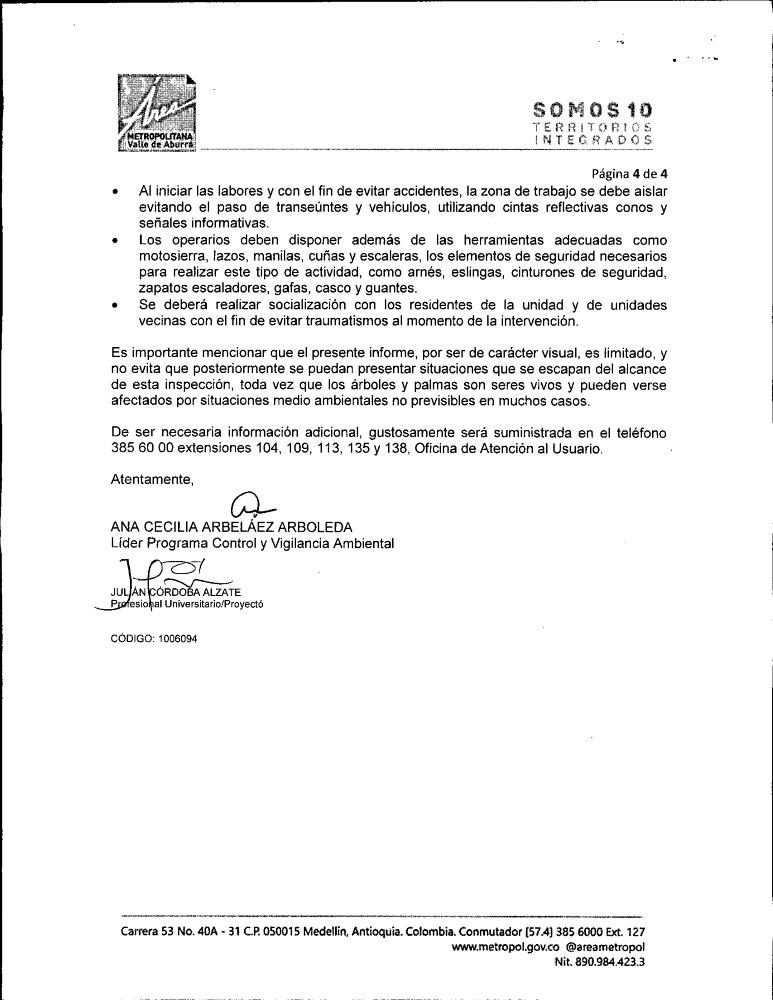 Área
METROPOLITANA
Valle de Aburrá
SOMOS 10
TERRITORIOS
INTEGRADOS
Página 4 de 4
• Al iniciar las labores y con el fin de evitar accidentes, la zona de trabajo se debe aislar
evitando el paso de transeúntes y vehículos, utilizando cintas reflectivas conos y
señales informativas.
• Los operarios deben disponer además de las herramientas adecuadas como
motosierra, lazos, manilas, cuñas y escaleras, los elementos de seguridad necesarios
para realizar este tipo de actividad, como arnés, eslingas, cinturones de seguridad,
zapatos escaladores, gafas, casco y guantes.
• Se deberá realizar socialización con los residentes de la unidad y de unidades
vecinas con el fin de evitar traumatismos al momento de la intervención.
Es importante mencionar que el presente informe, por ser de carácter visual, es limitado, y
no evita que posteriormente se puedan presentar situaciones que se escapan del alcance
de esta inspección, toda vez que los árboles y palmas son seres vivos y pueden verse
afectados por situaciones medio ambientales no previsibles en muchos casos.
De ser necesaria información adicional, gustosamente será suministrada en el teléfono
385 60 00 extensiones 104, 109, 113, 135 y 138, Oficina de Atención al Usuario.
Atentamente,
ANA CECILIA ARBELÁEZ ARBOLEDA
Líder Programa Control y Vigilancia Ambiental
JULIÁN CÓRDOBA ALZATE
Profesional Universitario/Proyectó
CÓDIGO: 1006094
Carrera 53 No. 40A - 31 C.P. 050015 Medellín, Antioquia. Colombia. Conmutador [57.4] 385 6000 Ext. 127
www.metropol.gov.co @areametropol
Nit. 890.984.423.3